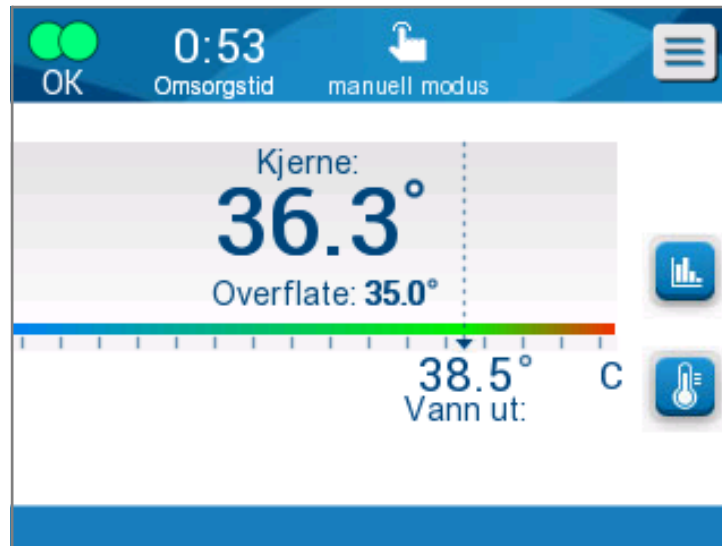 OK
0:53
Omsorgstid
manuell modus
Kjerne:
36.3°
Overflate: 35.0°
38.5° C
Vann ut: